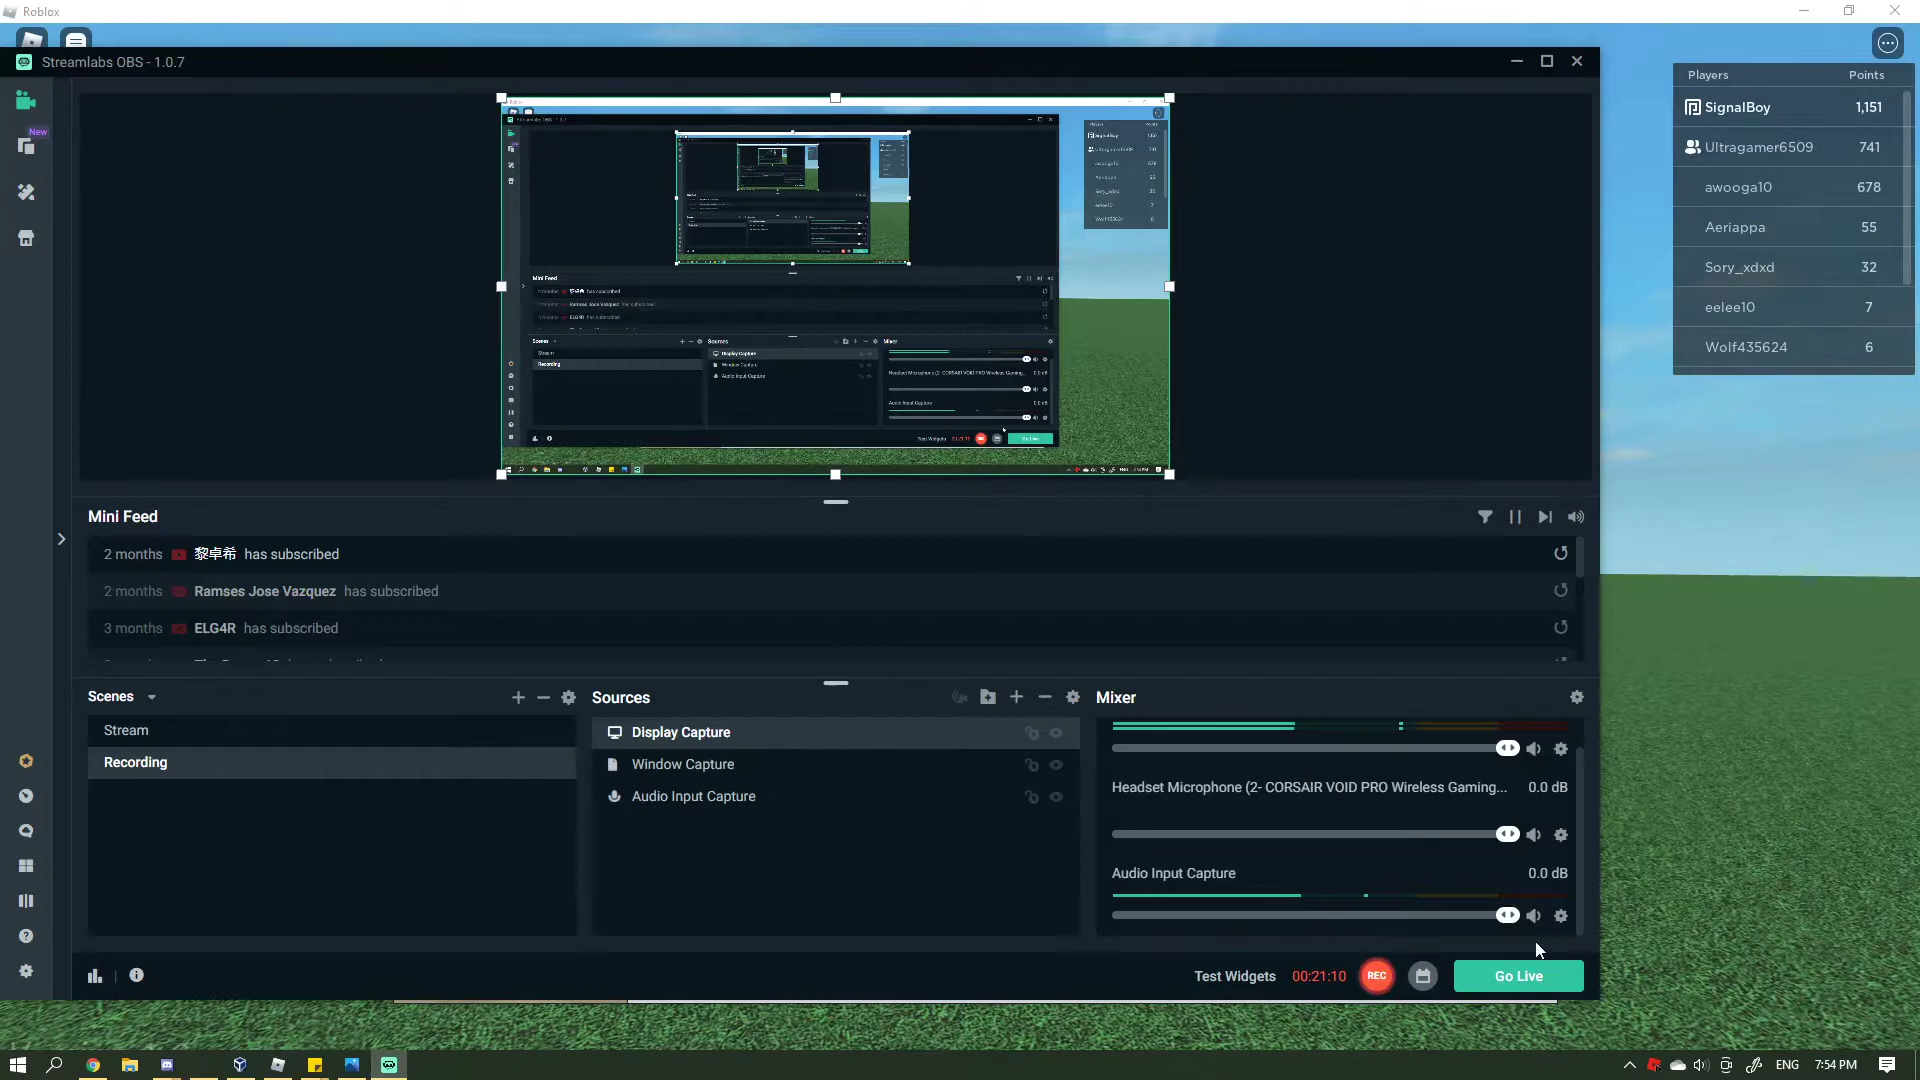 Roblox
Streamlabs OBS - 1.0.7
New
Players Points
SignalBoy 1,151
Ultragamer6509 741
awooga10 678
Aeriappa 55
Sory_xdxd 32
eelee10 7
Wolf435624 6
Mini Feed
2 months 黎卓希 has subscribed
2 months Ramses Jose Vazquez has subscribed
3 months ELG4R has subscribed
Scenes
Stream
Recording
Sources
Display Capture
Window Capture
Audio Input Capture
Mixer
Headset Microphone (2- CORSAIR VOID PRO Wireless Gaming... 0.0 dB
Audio Input Capture 0.0 dB
Test Widgets 00:21:10 REC Go Live
ENG 7:54 PM